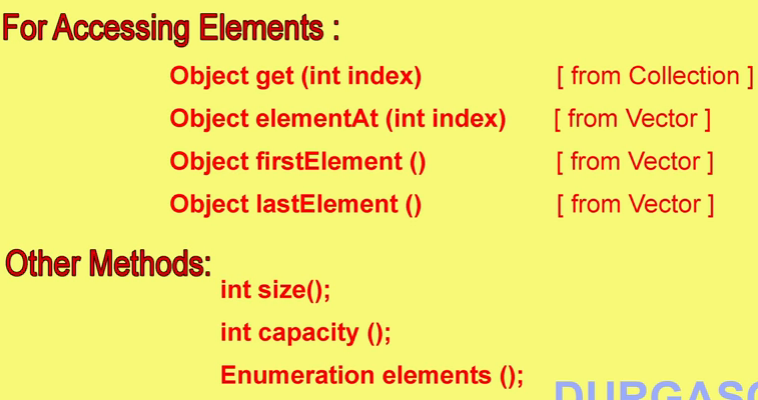 For Accessing Elements :
Object get (int index) [ from Collection ]
Object elementAt (int index) [ from Vector ]
Object firstElement () [ from Vector ]
Object lastElement () [ from Vector ]
Other Methods:
int size();
int capacity ();
Enumeration elements ();